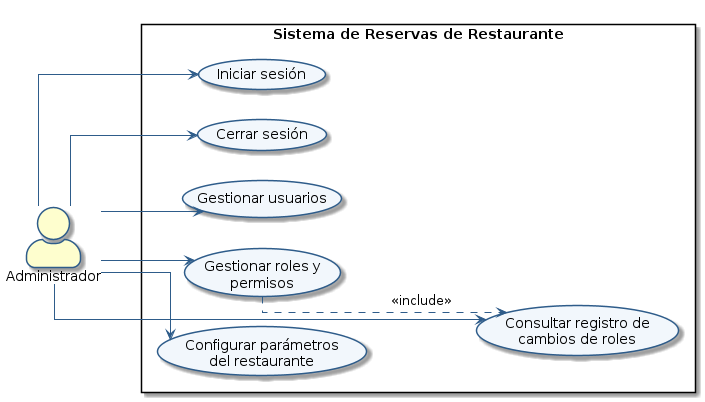 Sistema de Reservas de Restaurante
Iniciar sesión
Cerrar sesión
Gestionar usuarios
Administrador
Gestionar roles y
permisos
«include»
Consultar registro de
cambios de roles
Configurar parámetros
del restaurante